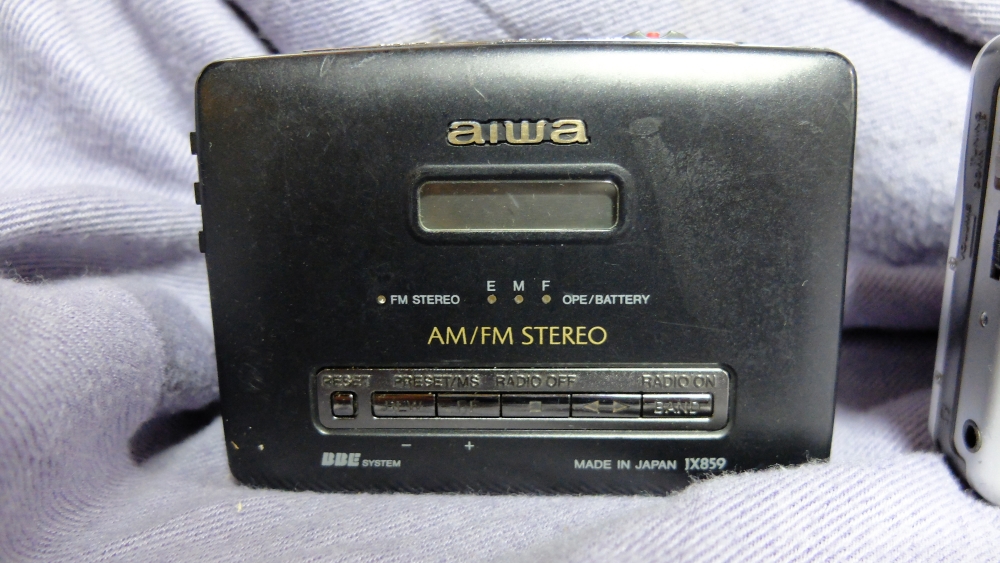 aiwa
E M F
FM STEREO OPE/BATTERY
AM/FM STEREO
RESET PRESET/MS RADIO OFF RADIO ON
BAND
− +
BBE SYSTEM MADE IN JAPAN JX859